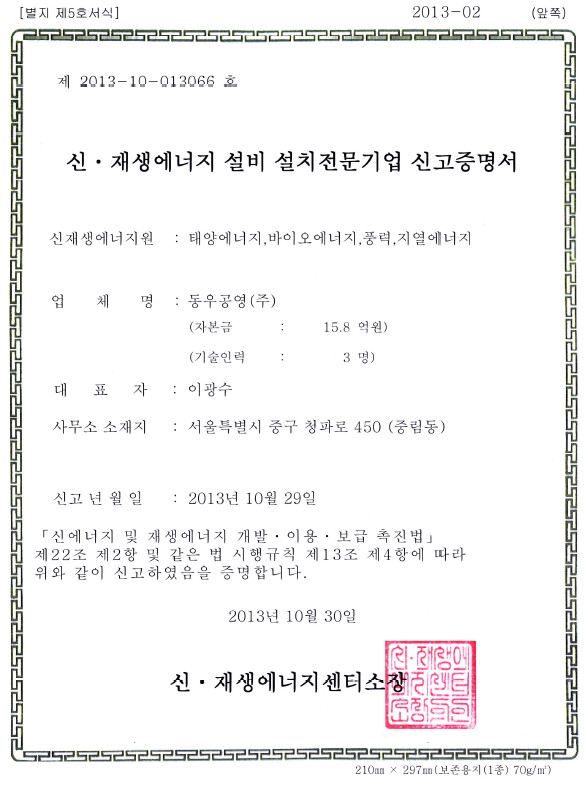 [별지 제5호서식] 2013-02 (앞쪽)
제 2013-10-013066 호
신·재생에너지 설비 설치전문기업 신고증명서
신재생에너지원 : 태양에너지,바이오에너지,풍력,지열에너지
업 체 명 : 동우공영(주)
(자본금 : 15.8 억원)
(기술인력 : 3 명)
대 표 자 : 이광수
사무소 소재지 : 서울특별시 중구 청파로 450 (중림동)
신고 년 월 일 : 2013년 10월 29일
「신에너지 및 재생에너지 개발·이용·보급 촉진법」
제22조 제2항 및 같은 법 시행규칙 제13조 제4항에 따라
위와 같이 신고하였음을 증명합니다.
2013년 10월 30일
신·재생에너지센터소장
210㎜ × 297㎜(보존용지(1종) 70g/㎡)